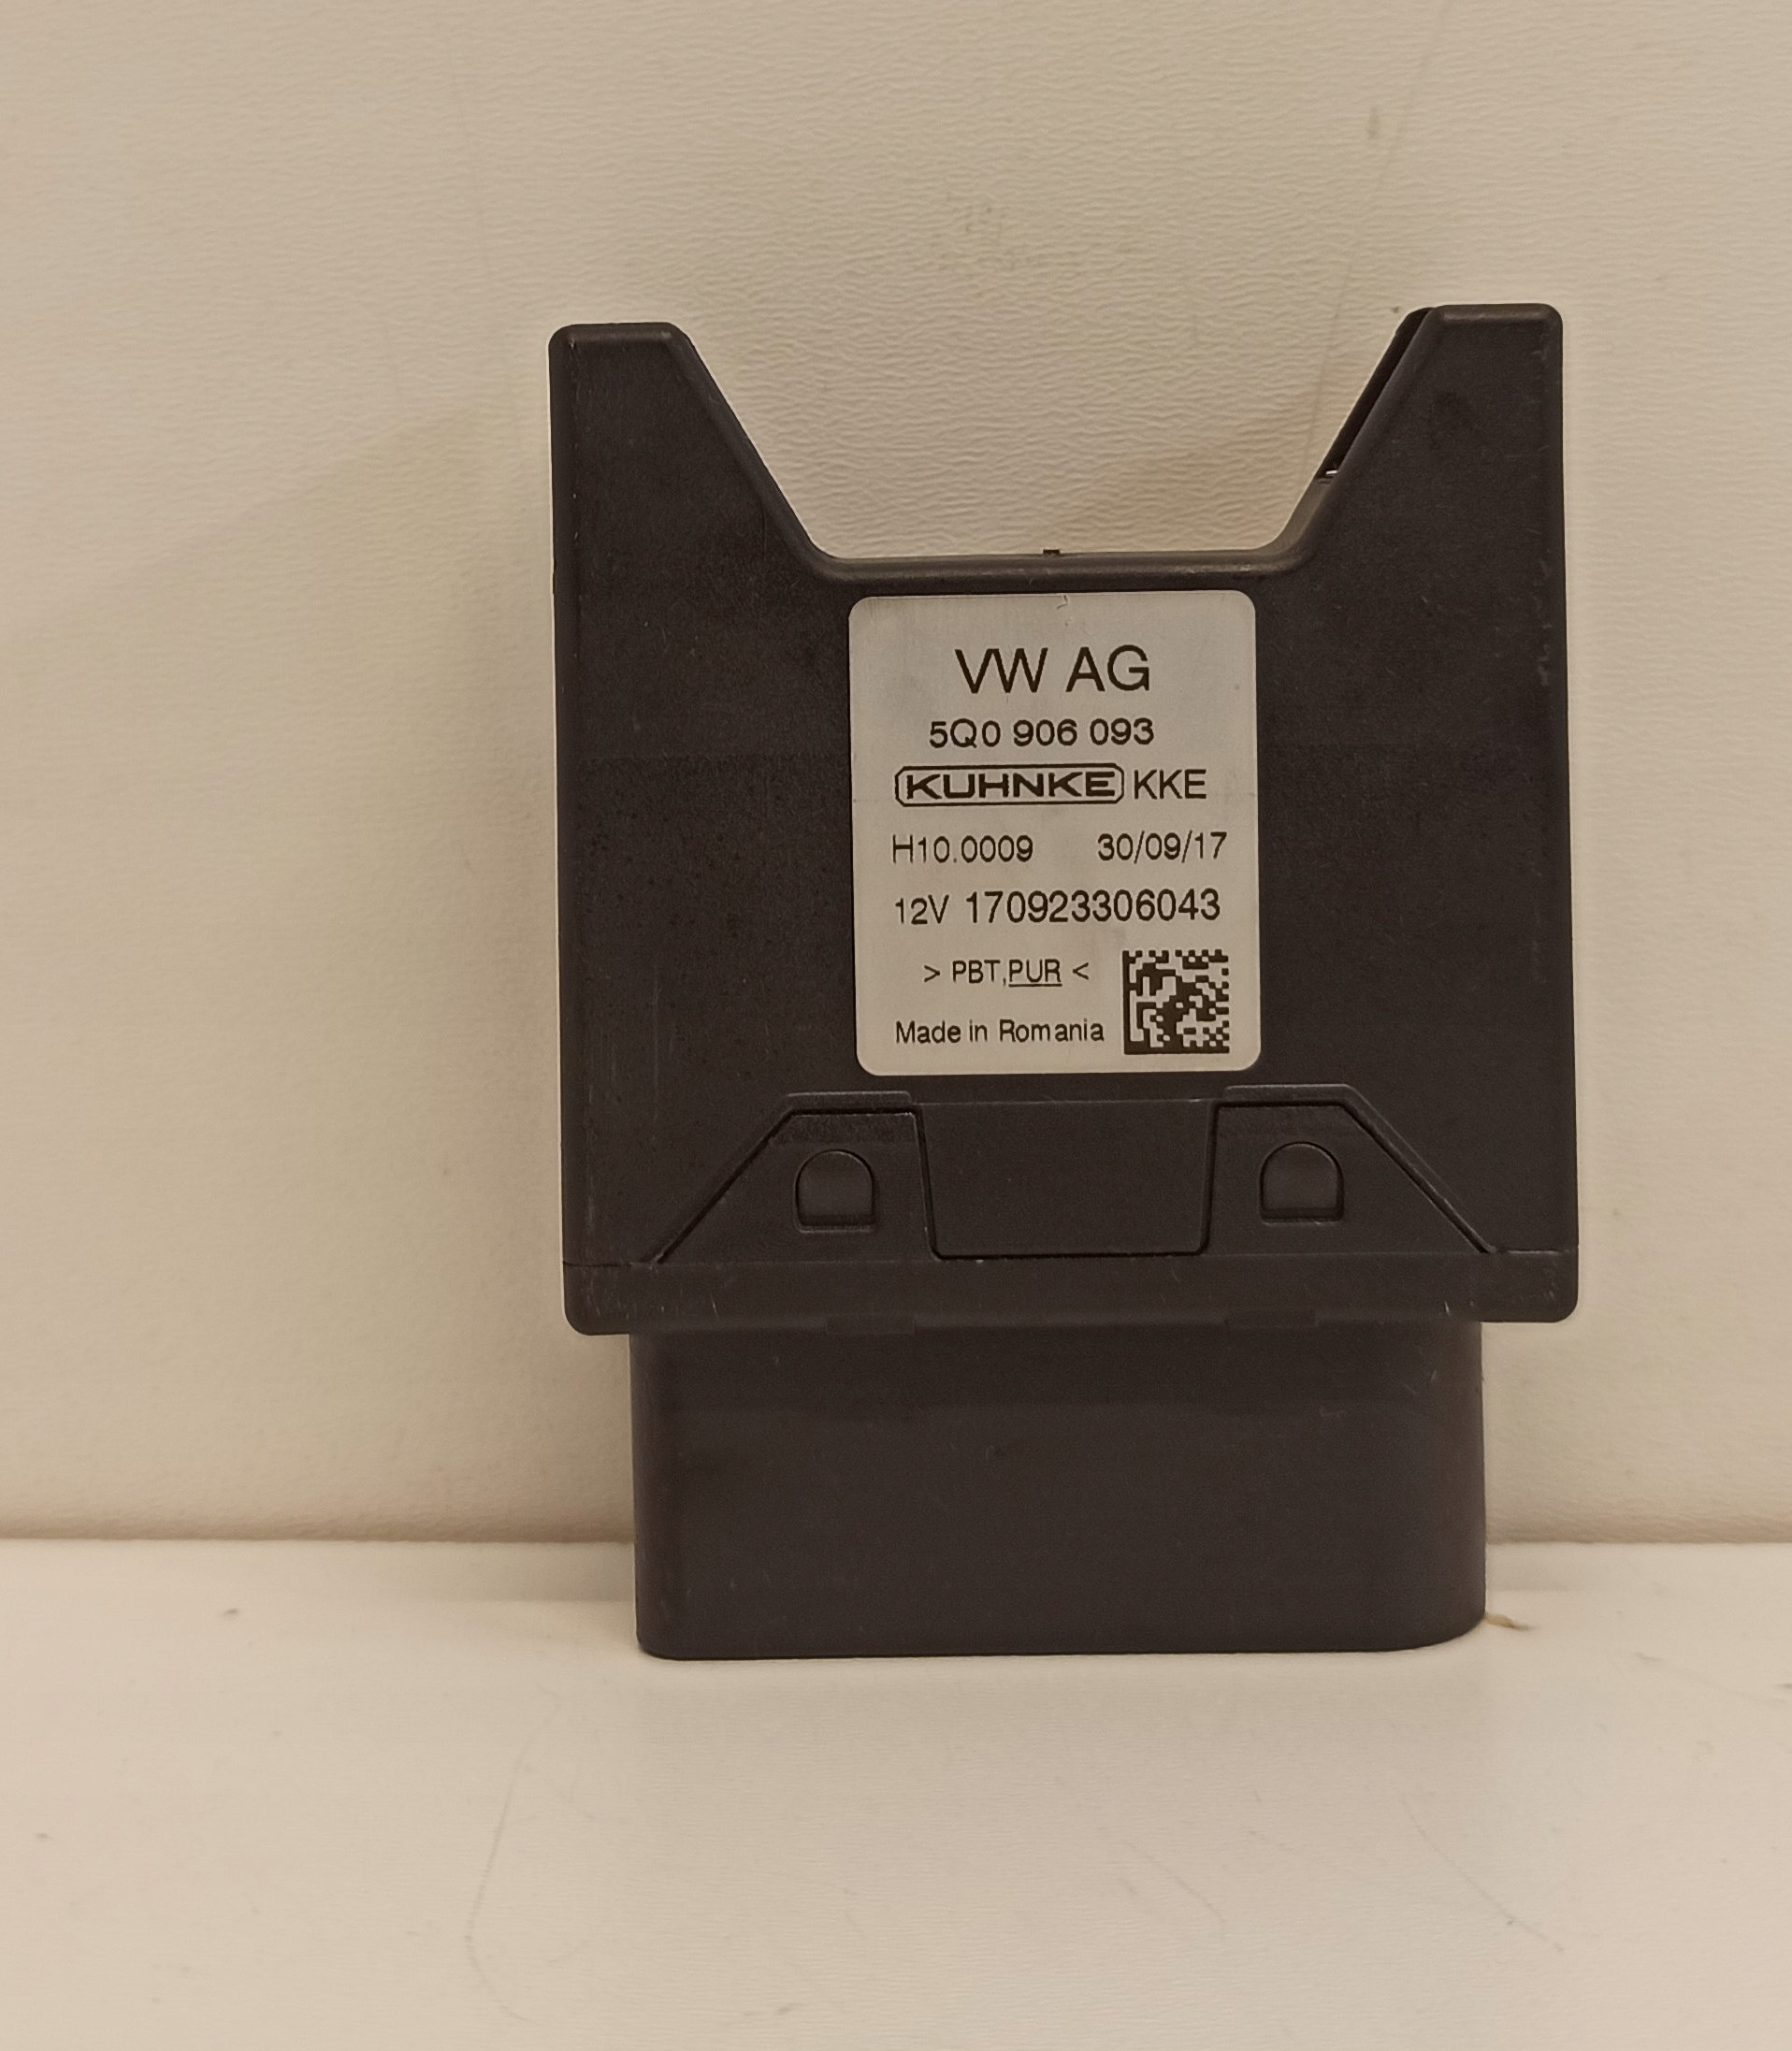 VW AG
5Q0 906 093
KUHNKE KKE
H10.0009 30/09/17
12V 170923306043
> PBT,PUR <
Made in Romania